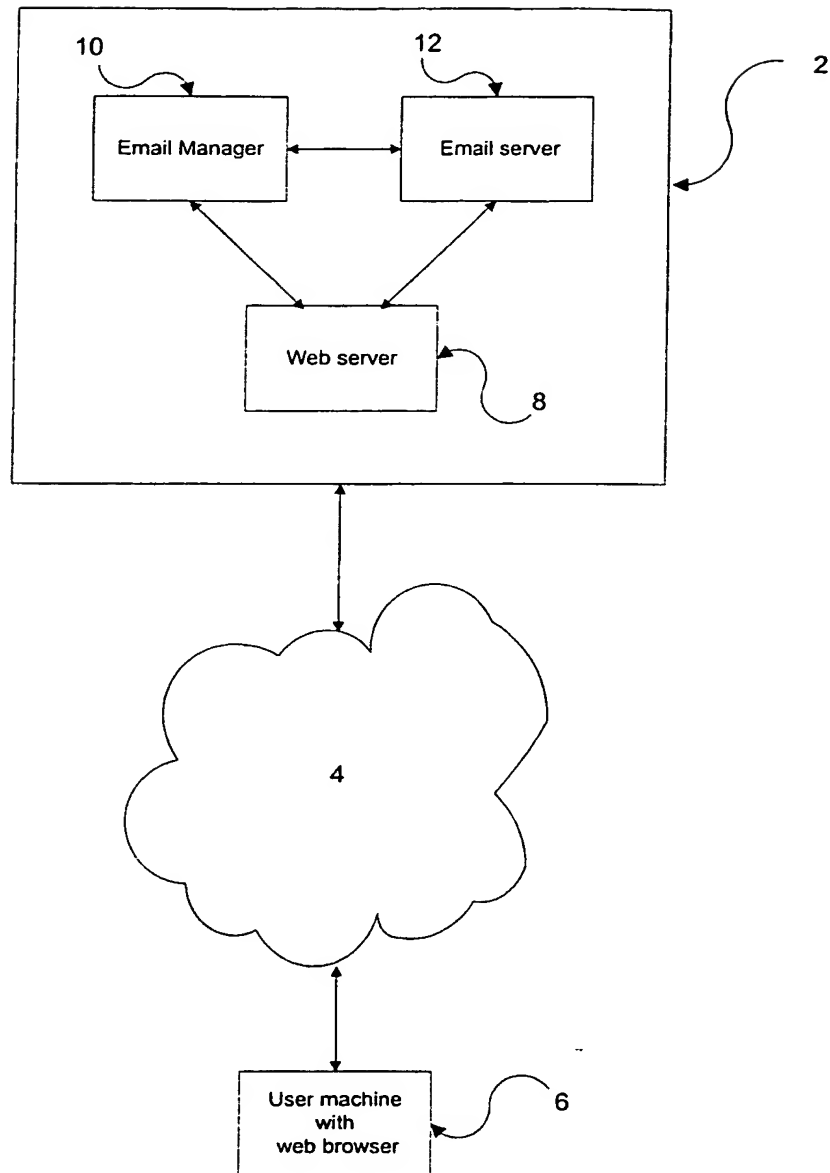 10
12
2
Email Manager
Email server
Web server
8
4
User machine
with
web browser
6